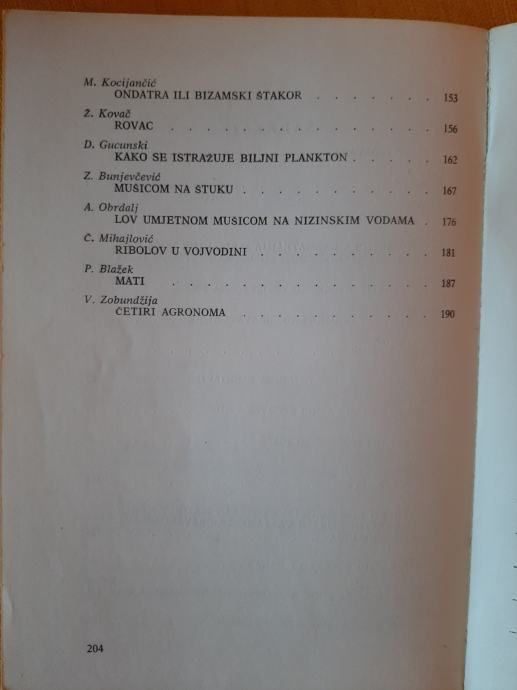 M. Kocijančić
ONDATRA ILI BIZAMSKI ŠTAKOR . . . . . . . 153
Ž. Kovač
ROVAC . . . . . . . . . . . . . 156
D. Gucunski
KAKO SE ISTRAŽUJE BILJNI PLANKTON . . . . . 162
Z. Bunjevčević
MUŠICOM NA ŠTUKU . . . . . . . . . . 167
A. Obrdalj
LOV UMJETNOM MUŠICOM NA NIZINSKIM VODAMA . 176
Č. Mihajlović
RIBOLOV U VOJVODINI . . . . . . . . . 181
P. Blažek
MATI . . . . . . . . . . . . . 187
V. Zobundžija
ČETIRI AGRONOMA . . . . . . . . . . 190
204